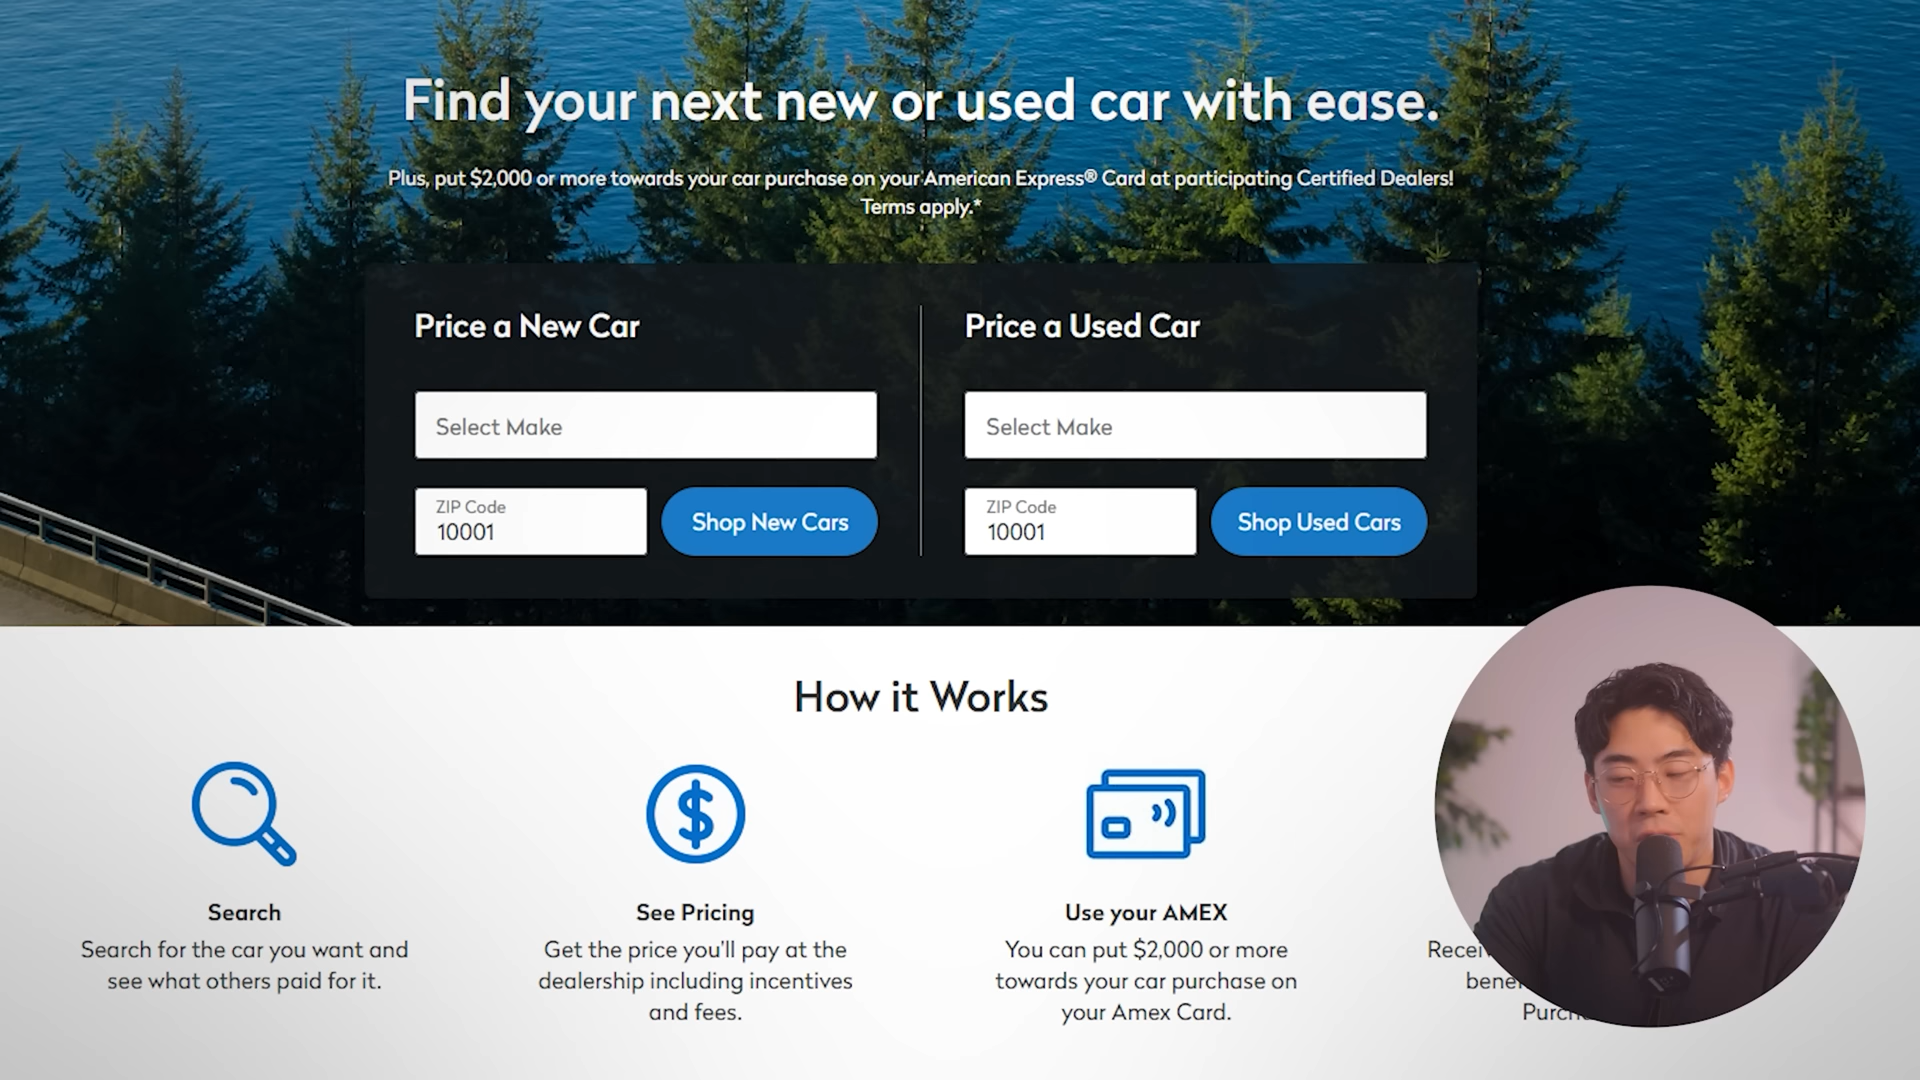 Find your next new or used car with ease.
Plus, put $2,000 or more towards your car purchase on your American Express® Card at participating Certified Dealers!
Terms apply.*
Price a New Car
Select Make
ZIP Code
10001
Shop New Cars
Price a Used Car
Select Make
ZIP Code
10001
Shop Used Cars
How it Works
Search
Search for the car you want and
see what others paid for it.
See Pricing
Get the price you'll pay at the
dealership including incentives
and fees.
Use your AMEX
You can put $2,000 or more
towards your car purchase on
your Amex Card.